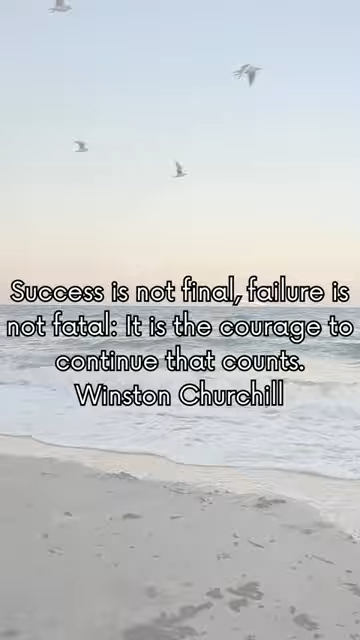 Success is not final, failure is
not fatal: It is the courage to
continue that counts.
Winston Churchill